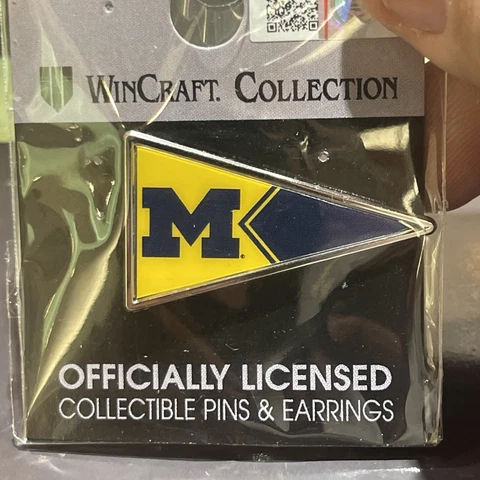 WINCRAFT. COLLECTION
M
OFFICIALLY LICENSED
COLLECTIBLE PINS & EARRINGS